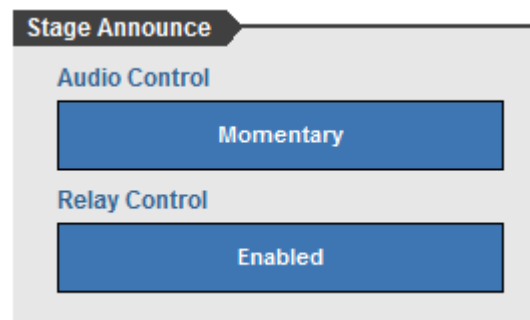 Stage Announce
Audio Control
Momentary
Relay Control
Enabled